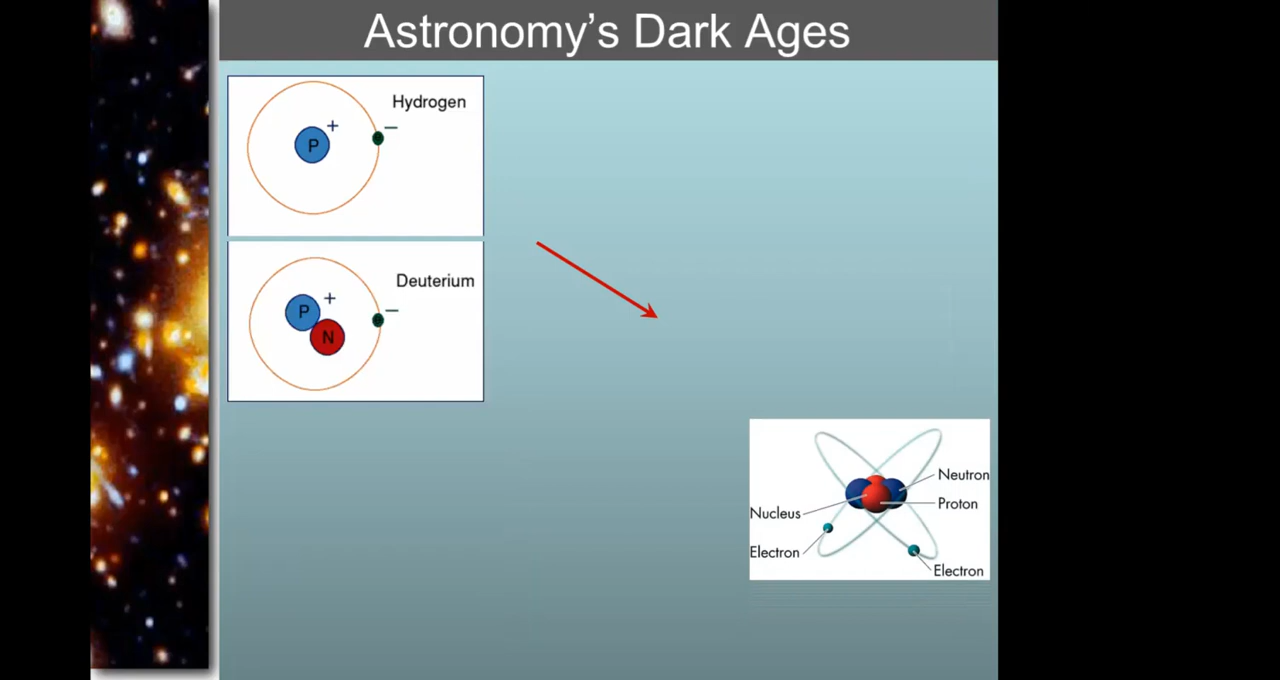 Astronomy’s Dark Ages
Hydrogen
+
−
P
Deuterium
+
−
P
N
Neutron
Proton
Nucleus
Electron
Electron